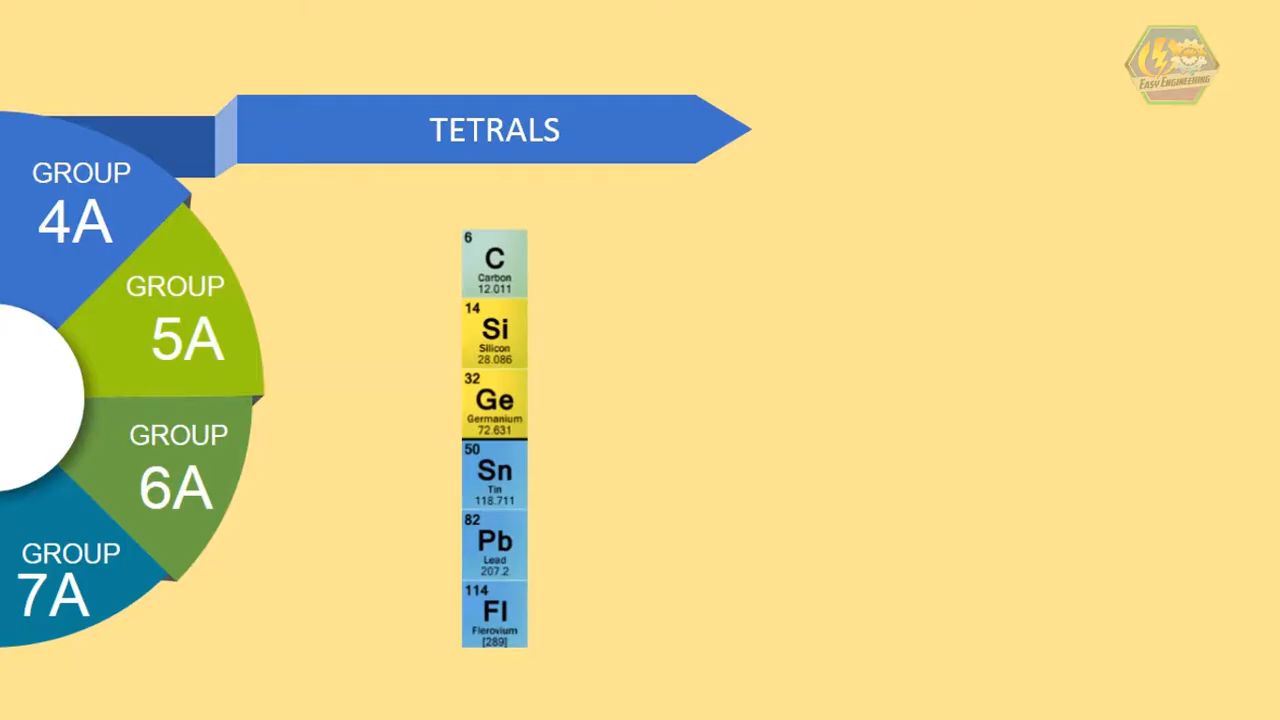 EASY ENGINEERING
TETRALS
GROUP
4A
GROUP
5A
GROUP
6A
GROUP
7A
6
C
Carbon
12.011
14
Si
Silicon
28.086
32
Ge
Germanium
72.631
50
Sn
Tin
118.711
82
Pb
Lead
207.2
114
Fl
Flerovium
[289]